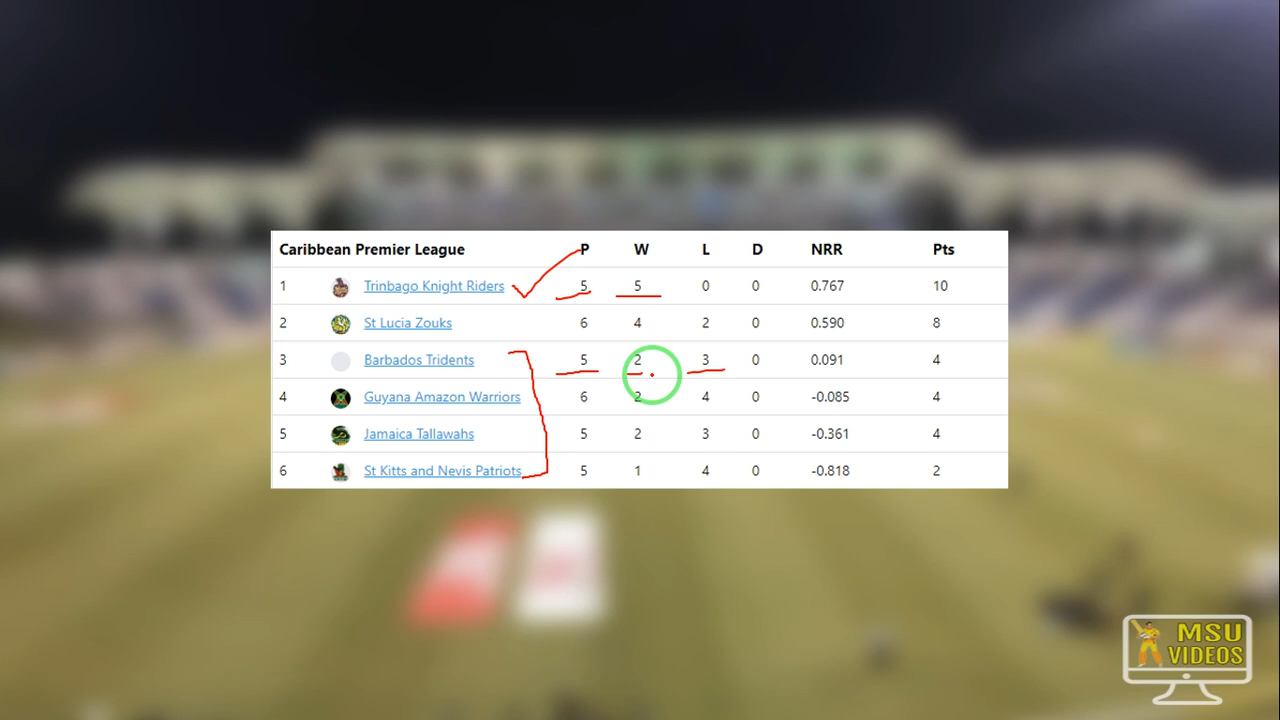 Caribbean Premier League P W L D NRR Pts
1 Trinbago Knight Riders 5 5 0 0 0.767 10
2 St Lucia Zouks 6 4 2 0 0.590 8
3 Barbados Tridents 5 2 3 0 0.091 4
4 Guyana Amazon Warriors 6 2 4 0 -0.085 4
5 Jamaica Tallawahs 5 2 3 0 -0.361 4
6 St Kitts and Nevis Patriots 5 1 4 0 -0.818 2
MSU
VIDEOS